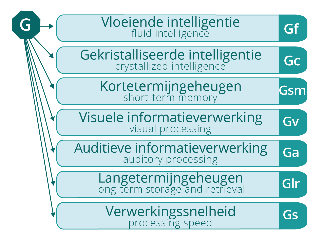 G
Vloeiende intelligentie
fluid intelligence
Gf
Gekristalliseerde intelligentie
crystallized intelligence
Gc
Kortetermijngeheugen
short-term memory
Gsm
Visuele informatieverwerking
visual processing
Gv
Auditieve informatieverwerking
auditory processing
Ga
Langetermijngeheugen
long-term storage and retrieval
Glr
Verwerkingssnelheid
processing speed
Gs